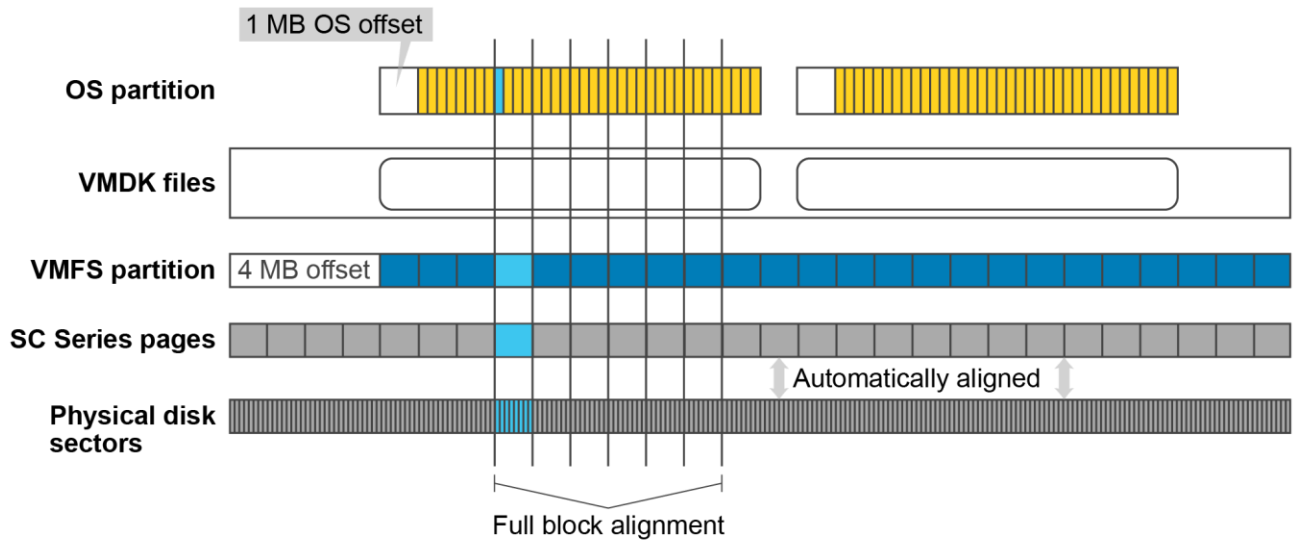 1 MB OS offset
OS partition
VMDK files
VMFS partition
4 MB offset
SC Series pages
Automatically aligned
Physical disk
sectors
Full block alignment